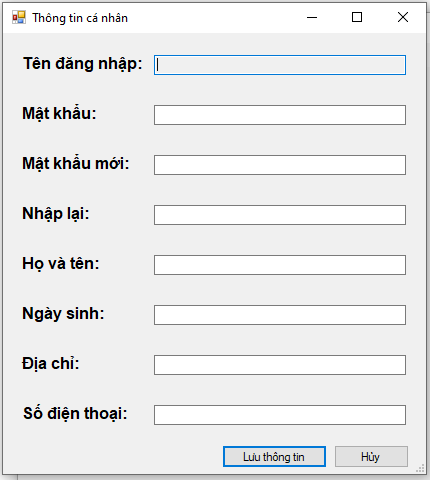 Thông tin cá nhân
Tên đăng nhập:
Mật khẩu:
Mật khẩu mới:
Nhập lại:
Họ và tên:
Ngày sinh:
Địa chỉ:
Số điện thoại:
Lưu thông tin
Hủy